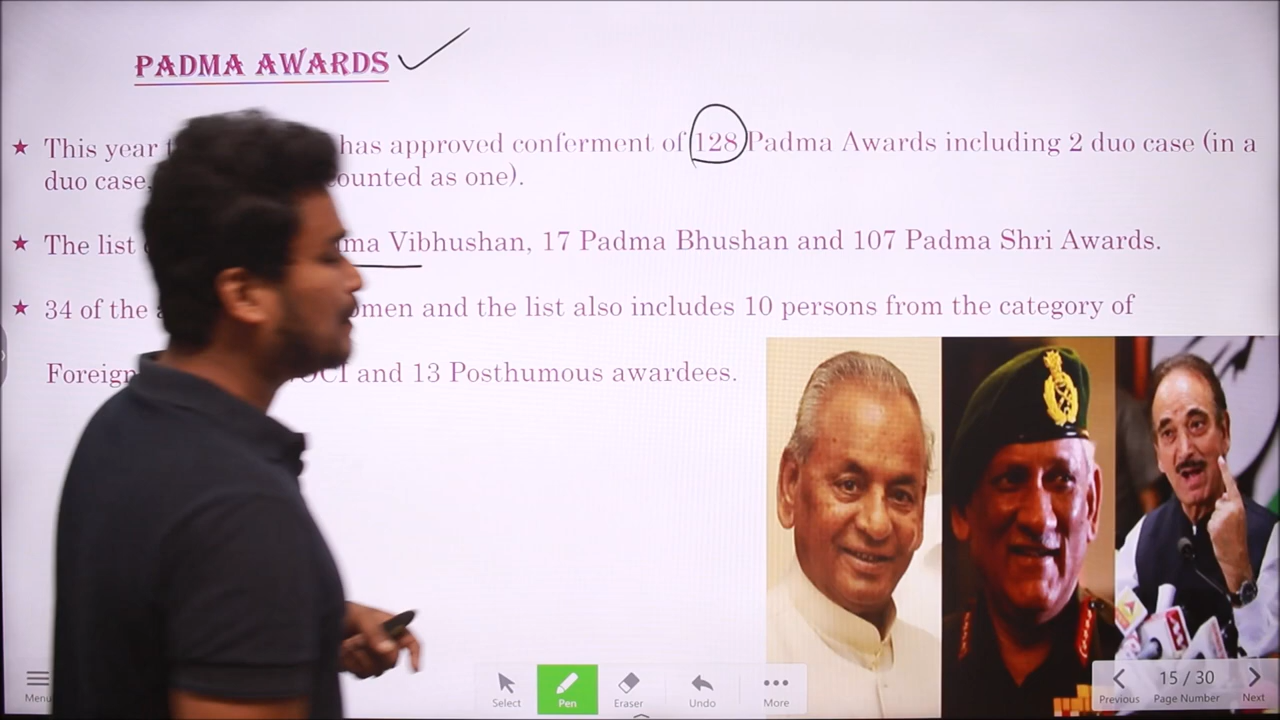 PADMA AWARDS
This year has approved conferment of 128 Padma Awards including 2 duo case (in a
duo case, counted as one).
The list Vibhushan, 17 Padma Bhushan and 107 Padma Shri Awards.
34 of the and the list also includes 10 persons from the category of
Foreign OCI and 13 Posthumous awardees.
Menu
Select
Pen
Eraser
Undo
More
Previous
15 / 30
Page Number
Next